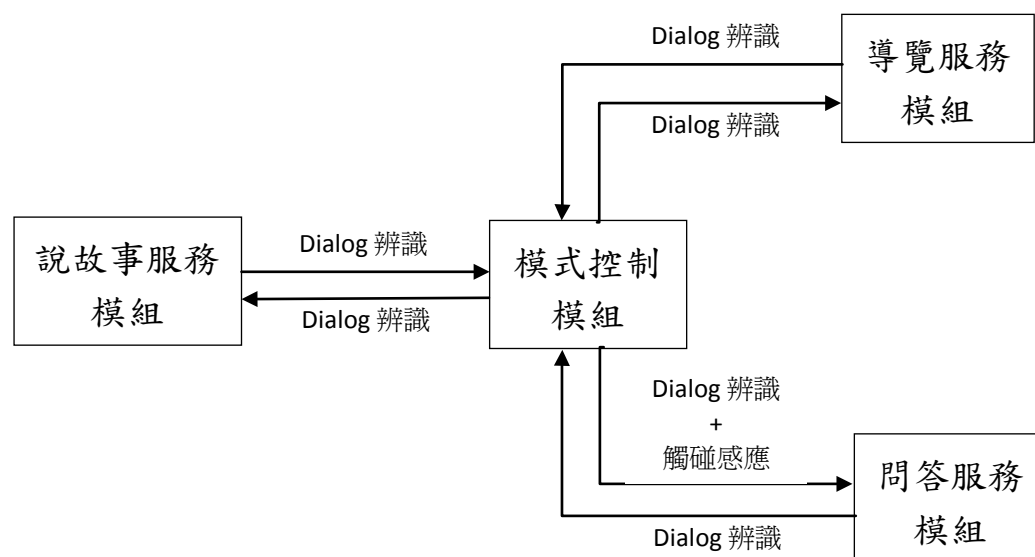 Dialog 辨識
導覽服務
模組
Dialog 辨識
說故事服務
模組
Dialog 辨識
Dialog 辨識
模式控制
模組
Dialog 辨識
+
觸碰感應
問答服務
模組
Dialog 辨識